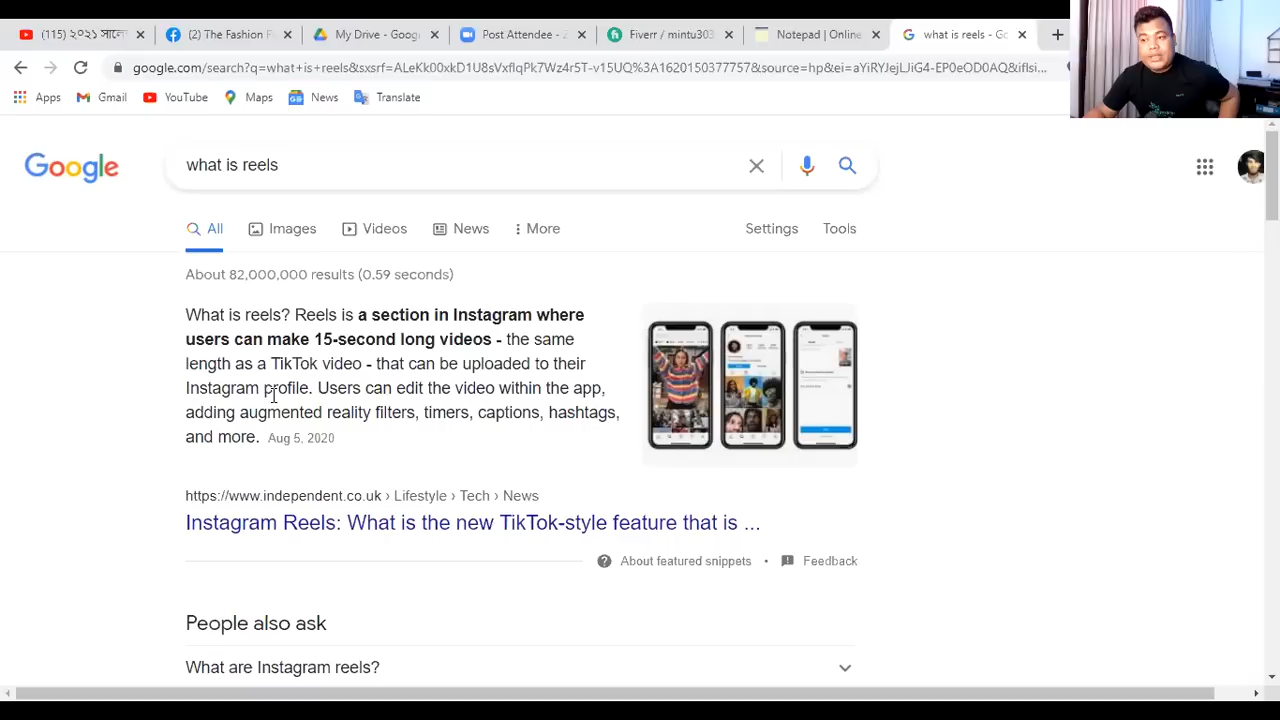 (115) ২০২১ সালে
(2) The Fashion F
My Drive - Googl
Post Attendee - Z
Fiverr / mintu303
Notepad | Online
what is reels - Go
google.com/search?q=what+is+reels&sxsrf=ALeKk00xp01U8sVxflqPk7Wz4r5T-v15UQ%3A1620150377757&source=hp&ei=aYiRYJejLJiG4-EP0eOD0AQ&iflsi...
Apps
Gmail
YouTube
Maps
News
Translate
Google
what is reels
All
Images
Videos
News
More
Settings
Tools
About 82,000,000 results (0.59 seconds)
What is reels? Reels is a section in Instagram where
users can make 15-second long videos - the same
length as a TikTok video - that can be uploaded to their
Instagram profile. Users can edit the video within the app,
adding augmented reality filters, timers, captions, hashtags,
and more. Aug 5, 2020
https://www.independent.co.uk › Lifestyle › Tech › News
Instagram Reels: What is the new TikTok-style feature that is ...
About featured snippets • Feedback
People also ask
What are Instagram reels?